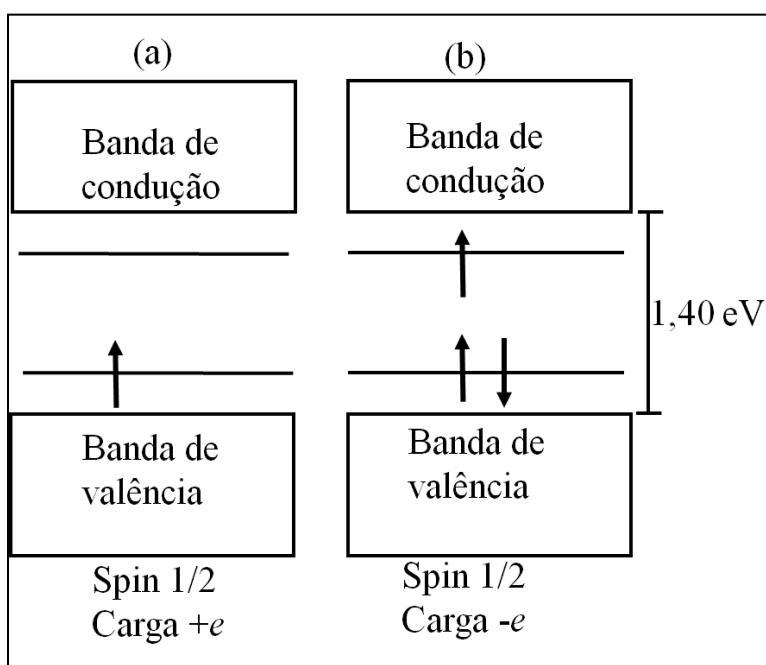 (a)
Banda de
condução
Banda de
valência
Spin 1/2
Carga +e
(b)
Banda de
condução
1,40 eV
Banda de
valência
Spin 1/2
Carga -e